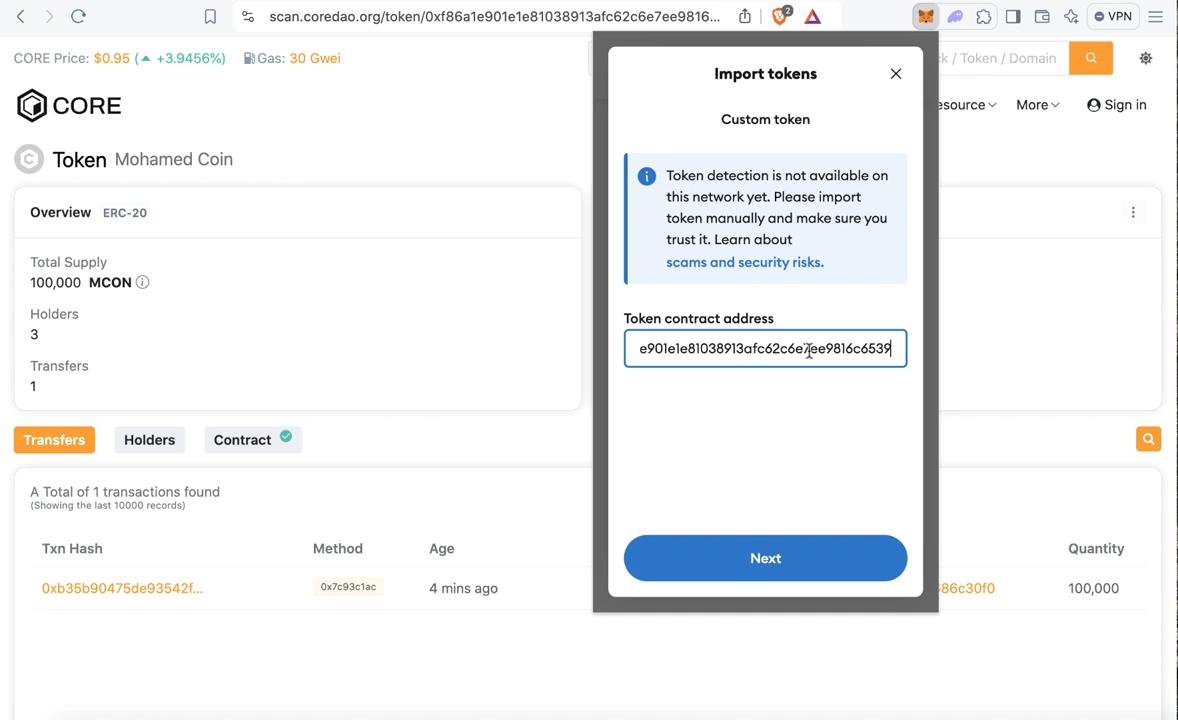 scan.coredao.org/token/0xf86a1e901e1e81038913afc62c6e7ee9816...
2
VPN
CORE Price: $0.95 (▲ +3.9456%)
Gas: 30 Gwei
ck / Token / Domain
CORE
esource
More
Sign in
Token Mohamed Coin
Overview ERC-20
Total Supply
100,000 MCON
Holders
3
Transfers
1
Transfers
Holders
Contract
A Total of 1 transactions found
(Showing the last 10000 records)
Txn Hash
Method
Age
Quantity
0xb35b90475de93542f...
0x7c93c1ac
4 mins ago
386c30f0
100,000
Import tokens
Custom token
Token detection is not available on
this network yet. Please import
token manually and make sure you
trust it. Learn about
scams and security risks.
Token contract address
e901e1e81038913afc62c6e7ee9816c6539
Next